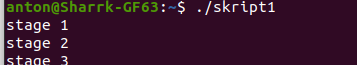 anton@Sharrk-GF63:~$ ./skript1
stage 1
stage 2
stage 3